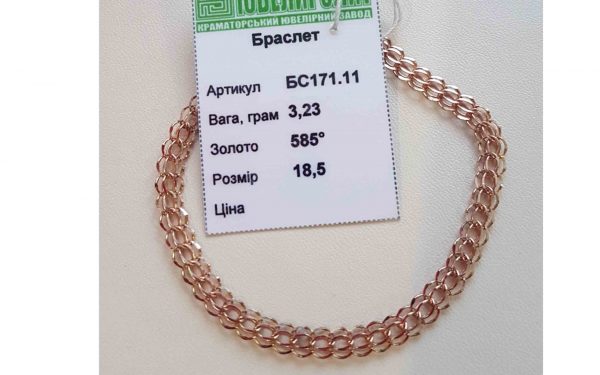 КРАМАТОРСЬКИЙ ЮВЕЛІРНИЙ ЗАВОД
Браслет
Артикул БС171.11
Вага, грам 3,23
Золото 585°
Розмір 18,5
Ціна